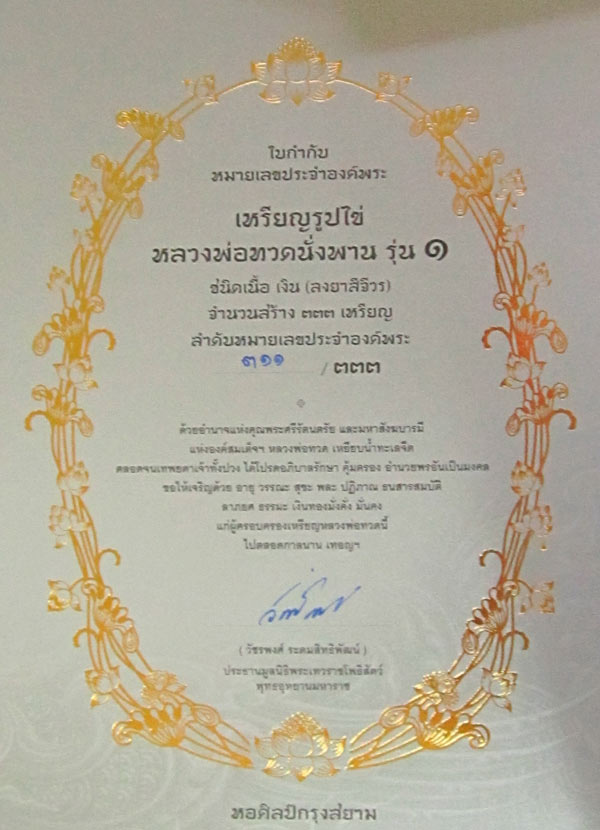 ใบกำกับ
หมายเลขประจำองค์พระ
เหรียญรูปไข่
หลวงพ่อทวดนั่งพาน รุ่น ๑
ชนิดเนื้อ เงิน (ลงยาสีจีวร)
จำนวนสร้าง ๓๓๓ เหรียญ
ลำดับหมายเลขประจำองค์พระ
๓๑๑ / ๓๓๓
ด้วยอำนาจแห่งคุณพระศรีรัตนตรัย และมหาสังฆบารมี
แห่งองค์สมเด็จฯ หลวงพ่อทวด เหยียบน้ำทะเลจืด
ตลอดจนเทพยดาเจ้าทั้งปวง ได้โปรดอภิบาลรักษา คุ้มครอง อำนวยพรอันเป็นมงคล
ขอให้เจริญด้วย อายุ วรรณะ สุขะ พละ ปฏิภาณ ธนสารสมบัติ
ลาภยศ ธรรมะ เงินทองมั่งคั่ง มั่นคง
แก่ผู้ครอบครองเหรียญหลวงพ่อทวดนี้
ไปตลอดกาลนาน เทอญฯ
( วัชรพงศ์ ระดมสิทธิพัฒน์ )
ประธานมูลนิธิพระเทวราชโพธิสัตว์
พุทธอุทยานมหาราช
หอศิลป์กรุงสยาม